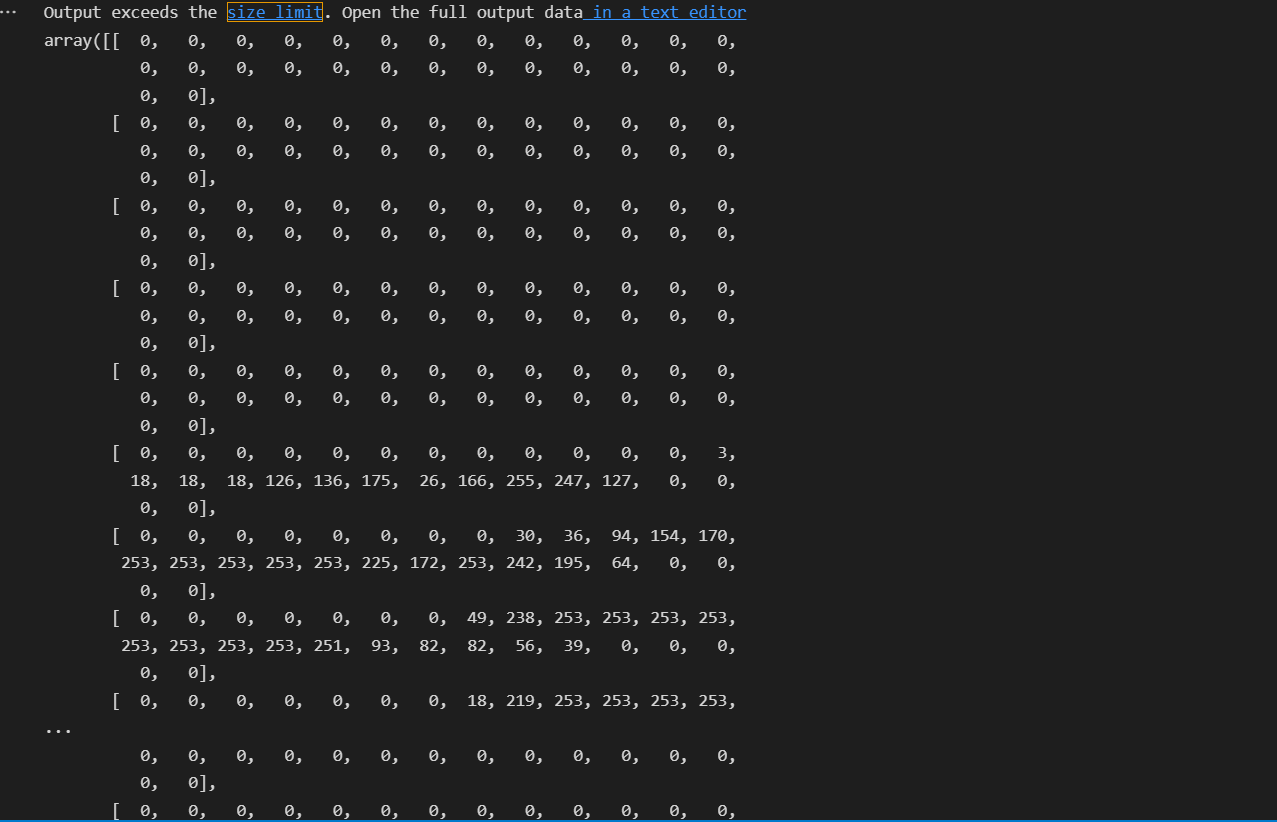 ... Output exceeds the size limit. Open the full output data in a text editor
array([[  0,   0,   0,   0,   0,   0,   0,   0,   0,   0,   0,   0,   0,
          0,   0,   0,   0,   0,   0,   0,   0,   0,   0,   0,   0,   0,
          0,   0],
       [  0,   0,   0,   0,   0,   0,   0,   0,   0,   0,   0,   0,   0,
          0,   0,   0,   0,   0,   0,   0,   0,   0,   0,   0,   0,   0,
          0,   0],
       [  0,   0,   0,   0,   0,   0,   0,   0,   0,   0,   0,   0,   0,
          0,   0,   0,   0,   0,   0,   0,   0,   0,   0,   0,   0,   0,
          0,   0],
       [  0,   0,   0,   0,   0,   0,   0,   0,   0,   0,   0,   0,   0,
          0,   0,   0,   0,   0,   0,   0,   0,   0,   0,   0,   0,   0,
          0,   0],
       [  0,   0,   0,   0,   0,   0,   0,   0,   0,   0,   0,   0,   0,
          0,   0,   0,   0,   0,   0,   0,   0,   0,   0,   0,   0,   0,
          0,   0],
       [  0,   0,   0,   0,   0,   0,   0,   0,   0,   0,   0,   0,   3,
         18,  18,  18, 126, 136, 175,  26, 166, 255, 247, 127,   0,   0,
          0,   0],
       [  0,   0,   0,   0,   0,   0,   0,   0,  30,  36,  94, 154, 170,
        253, 253, 253, 253, 253, 225, 172, 253, 242, 195,  64,   0,   0,
          0,   0],
       [  0,   0,   0,   0,   0,   0,   0,  49, 238, 253, 253, 253, 253,
        253, 253, 253, 253, 251,  93,  82,  82,  56,  39,   0,   0,   0,
          0,   0],
       [  0,   0,   0,   0,   0,   0,   0,  18, 219, 253, 253, 253, 253,
...
          0,   0,   0,   0,   0,   0,   0,   0,   0,   0,   0,   0,   0,
          0,   0],
       [  0,   0,   0,   0,   0,   0,   0,   0,   0,   0,   0,   0,   0,